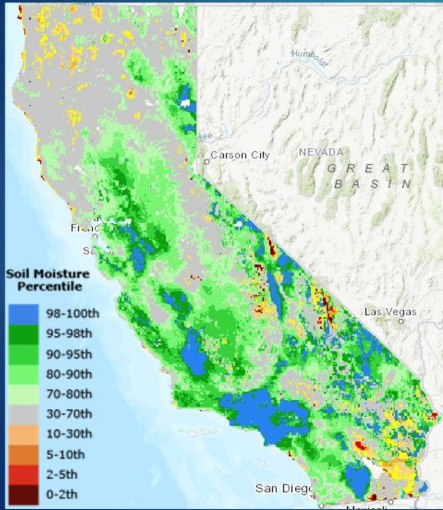 Humboldt
Carson City
NEVADA
GREAT
BASIN
Soil Moisture
Percentile
98-100th
95-98th
90-95th
80-90th
70-80th
30-70th
10-30th
5-10th
2-5th
0-2th
Las Vegas
San Diego